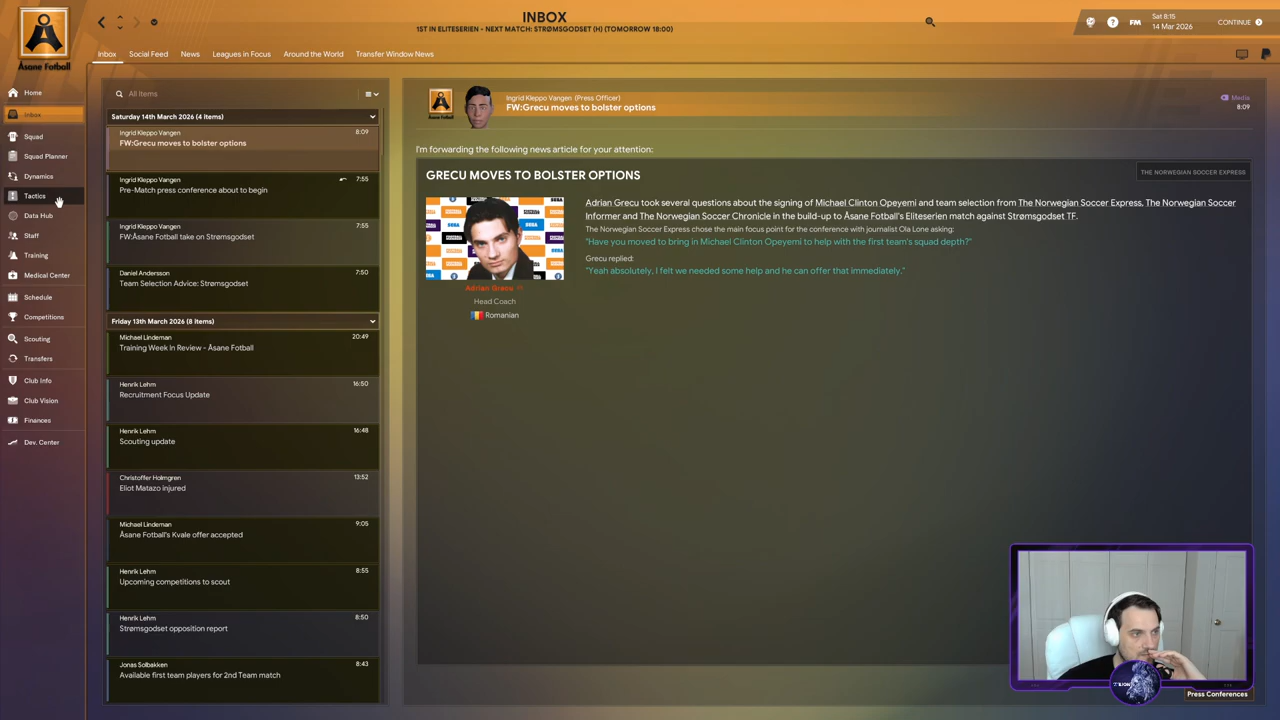 INBOX
1ST IN ELITESERIEN - NEXT MATCH: STRØMSGODSET (H) (TOMORROW 18:00)
FM
Sat 8:15
14 Mar 2026
CONTINUE
Åsane Fotball
Inbox
Social Feed
News
Leagues in Focus
Around the World
Transfer Window News
Home
Inbox
Squad
Squad Planner
Dynamics
Tactics
Data Hub
Staff
Training
Medical Center
Schedule
Competitions
Scouting
Transfers
Club Info
Club Vision
Finances
Dev. Center
All Items
Saturday 14th March 2026 (4 items)
Ingrid Kleppo Vangen 8:09
FW:Grecu moves to bolster options
Ingrid Kleppo Vangen 7:55
Pre-Match press conference about to begin
Ingrid Kleppo Vangen 7:55
FW:Åsane Fotball take on Strømsgodset
Daniel Andersson 7:50
Team Selection Advice: Strømsgodset
Friday 13th March 2026 (8 items)
Michael Lindeman 20:49
Training Week In Review - Åsane Fotball
Henrik Lehm 16:50
Recruitment Focus Update
Henrik Lehm 16:48
Scouting update
Christoffer Holmgren 13:52
Eliot Matazo injured
Michael Lindeman 9:05
Åsane Fotball's Kvale offer accepted
Henrik Lehm 8:55
Upcoming competitions to scout
Henrik Lehm 8:50
Strømsgodset opposition report
Jonas Solbakken 8:43
Available first team players for 2nd Team match
Ingrid Kleppo Vangen (Press Officer)
FW:Grecu moves to bolster options
Media
8:09
I'm forwarding the following news article for your attention:
GRECU MOVES TO BOLSTER OPTIONS
THE NORWEGIAN SOCCER EXPRESS
Adrian Grecu took several questions about the signing of Michael Clinton Opeyemi and team selection from The Norwegian Soccer Express, The Norwegian Soccer
Informer and The Norwegian Soccer Chronicle in the build-up to Åsane Fotball's Eliteserien match against Strømsgodset TF.
The Norwegian Soccer Express chose the main focus point for the conference with journalist Ola Lone asking:
"Have you moved to bring in Michael Clinton Opeyemi to help with the first team's squad depth?"
Grecu replied:
"Yeah absolutely, I felt we needed some help and he can offer that immediately."
Adrian Grecu
Head Coach
Romanian
Press Conferences